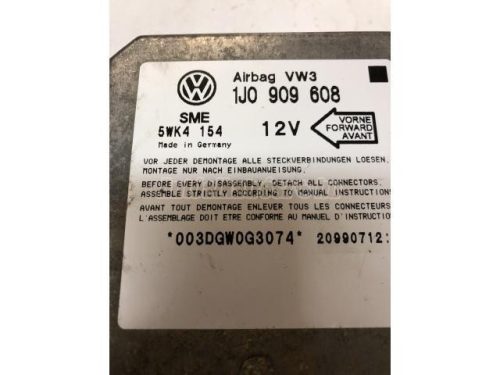 Airbag VW3
1J0 909 608
SME
5WK4 154
12V
VORNE
FORWARD
AVANT
Made in Germany
VOR JEDER DEMONTAGE ALLE STECKVERBINDUNGEN LOESEN,
MONTAGE NUR NACH EINBAUANWEISUNG.
BEFORE EVERY DISASSEMBLY, DETACH ALL CONNECTORS.
ASSEMBLE STRICTLY ACCORDING TO MANUAL INSTRUCTIONS
AVANT TOUT DEMONTAGE ENLEVER TOUS LES CONNECTEURS
L'ASSEMBLAGE DOIT ETRE CONFORME AU MANUEL D'INSTRUCTIO
*003DGW0G3074* 20990712: